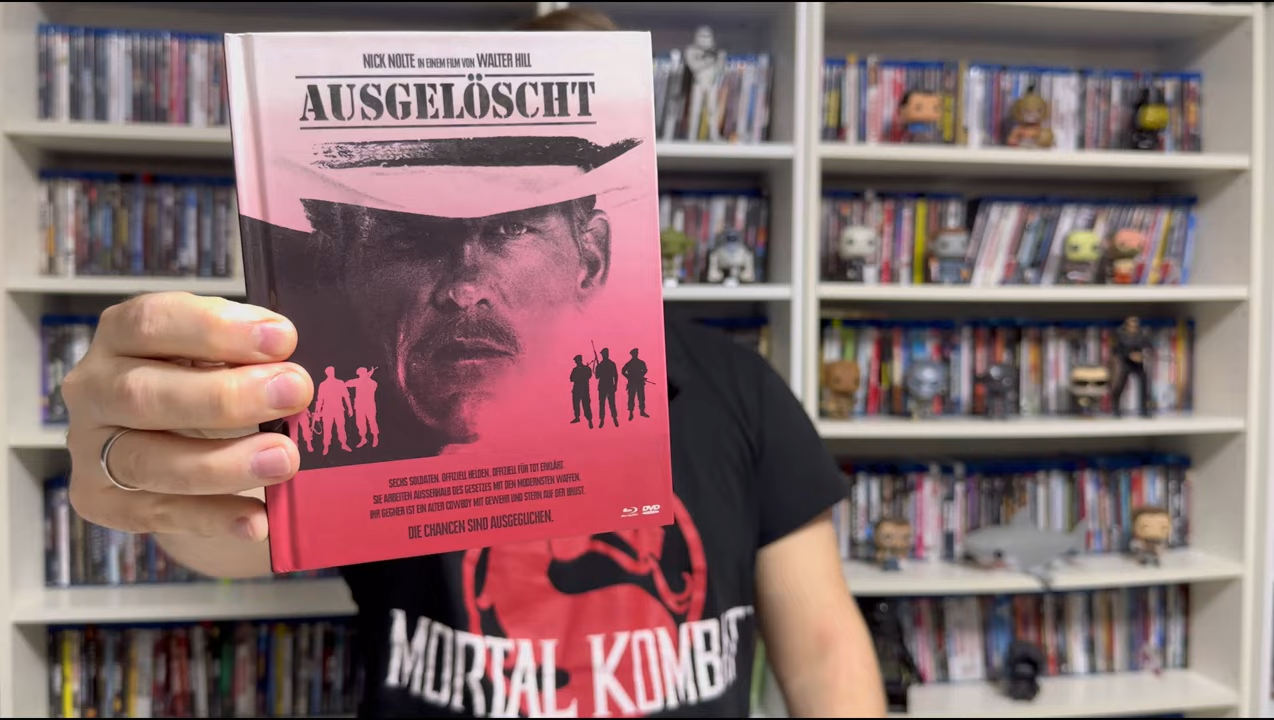 NICK NOLTE IN EINEM FILM VON WALTER HILL
AUSGELÖSCHT
SECHS SOLDATEN. OFFIZIELL HELDEN. OFFIZIELL FÜR TOT ERKLÄRT.
SIE ARBEITEN AUSSERHALB DES GESETZES MIT DEN MODERNSTEN WAFFEN.
IHR GEGNER IST EIN ALTER COWBOY MIT GEWEHR UND STERN AUF DER BRUST.
DIE CHANCEN SIND AUSGEGLICHEN.
DVD
MORTAL KOMBAT